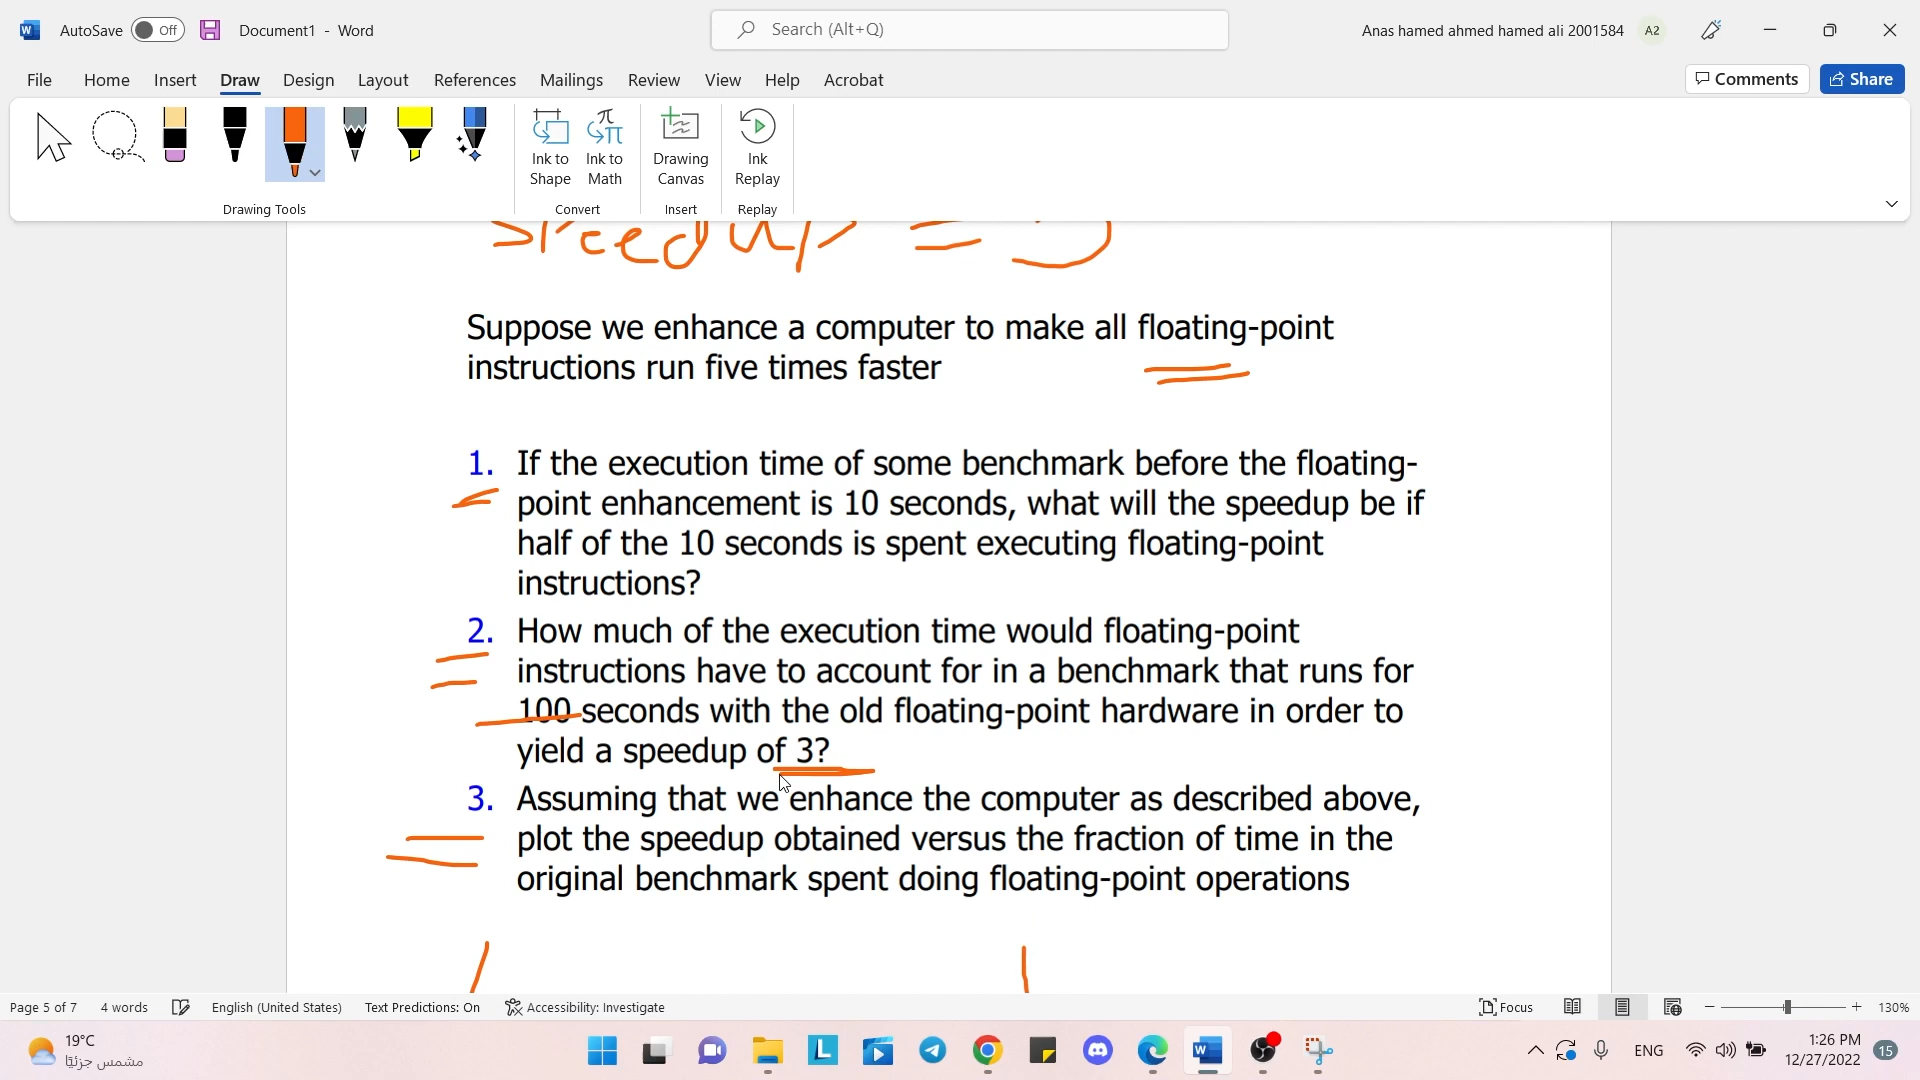 AutoSave Off Document1 - Word Search (Alt+Q) Anas hamed ahmed hamed ali 2001584 A2
File Home Insert Draw Design Layout References Mailings Review View Help Acrobat Comments Share
Ink to Shape
Ink to Math
Drawing Canvas
Ink Replay
Drawing Tools Convert Insert Replay
speedup = 5
Suppose we enhance a computer to make all floating-point
instructions run five times faster
1. If the execution time of some benchmark before the floating-
point enhancement is 10 seconds, what will the speedup be if
half of the 10 seconds is spent executing floating-point
instructions?
2. How much of the execution time would floating-point
instructions have to account for in a benchmark that runs for
100 seconds with the old floating-point hardware in order to
yield a speedup of 3?
3. Assuming that we enhance the computer as described above,
plot the speedup obtained versus the fraction of time in the
original benchmark spent doing floating-point operations
Page 5 of 7 4 words English (United States) Text Predictions: On Accessibility: Investigate Focus 130%
19°C
مشمس جزئيًا
ENG
1:26 PM
12/27/2022
15